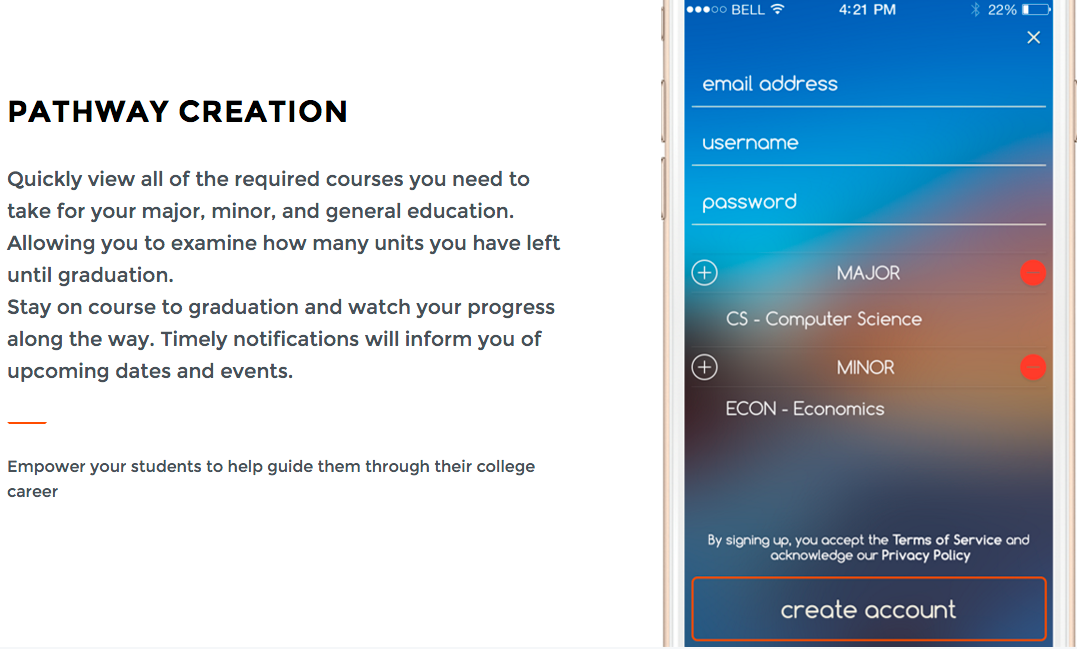 PATHWAY CREATION
Quickly view all of the required courses you need to
take for your major, minor, and general education.
Allowing you to examine how many units you have left
until graduation.
Stay on course to graduation and watch your progress
along the way. Timely notifications will inform you of
upcoming dates and events.
Empower your students to help guide them through their college
career
BELL 4:21 PM 22%
email address
username
password
MAJOR
CS - Computer Science
MINOR
ECON - Economics
By signing up, you accept the Terms of Service and
acknowledge our Privacy Policy
create account